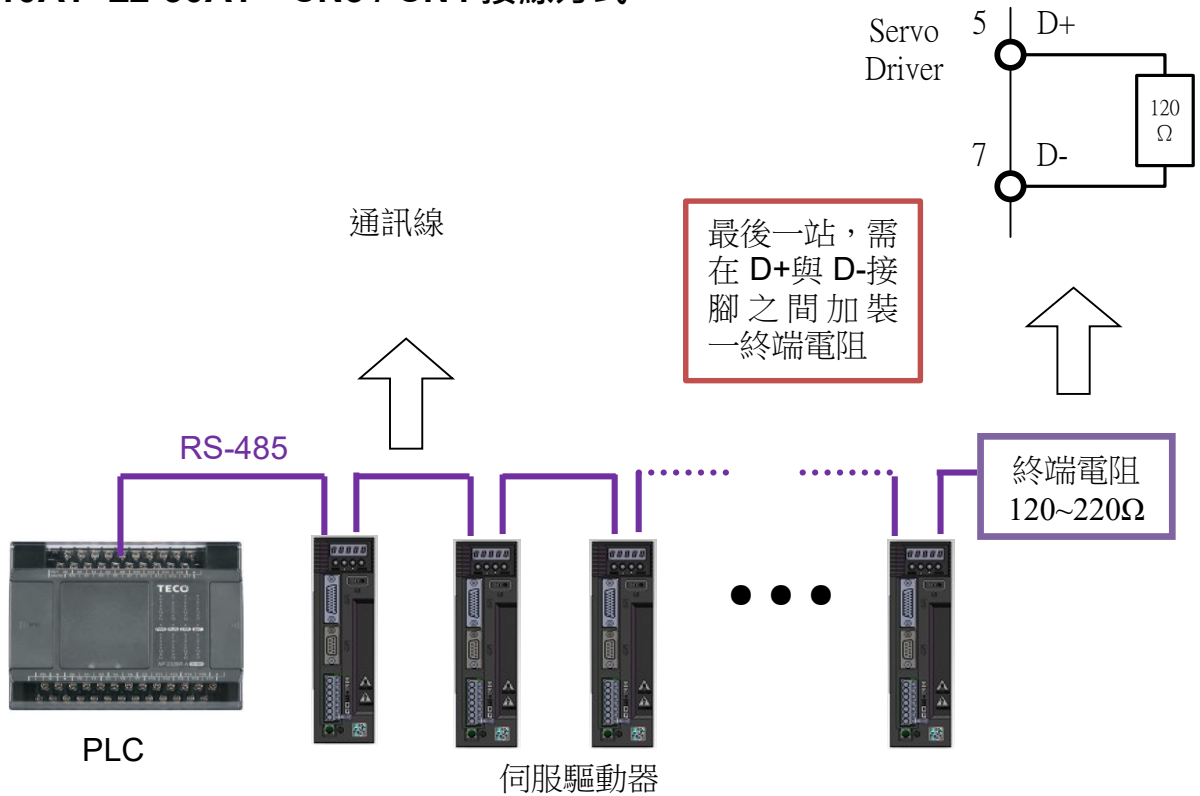 Servo
Driver
5
D+
120
Ω
7
D-
通訊線
最後一站，需
在 D+與 D-接
腳之間加裝
一終端電阻
RS-485
終端電阻
120~220Ω
TECO
PLC
伺服驅動器